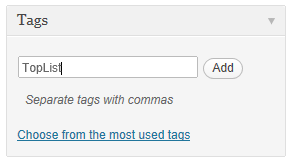 Tags
TopList Add
Separate tags with commas
Choose from the most used tags